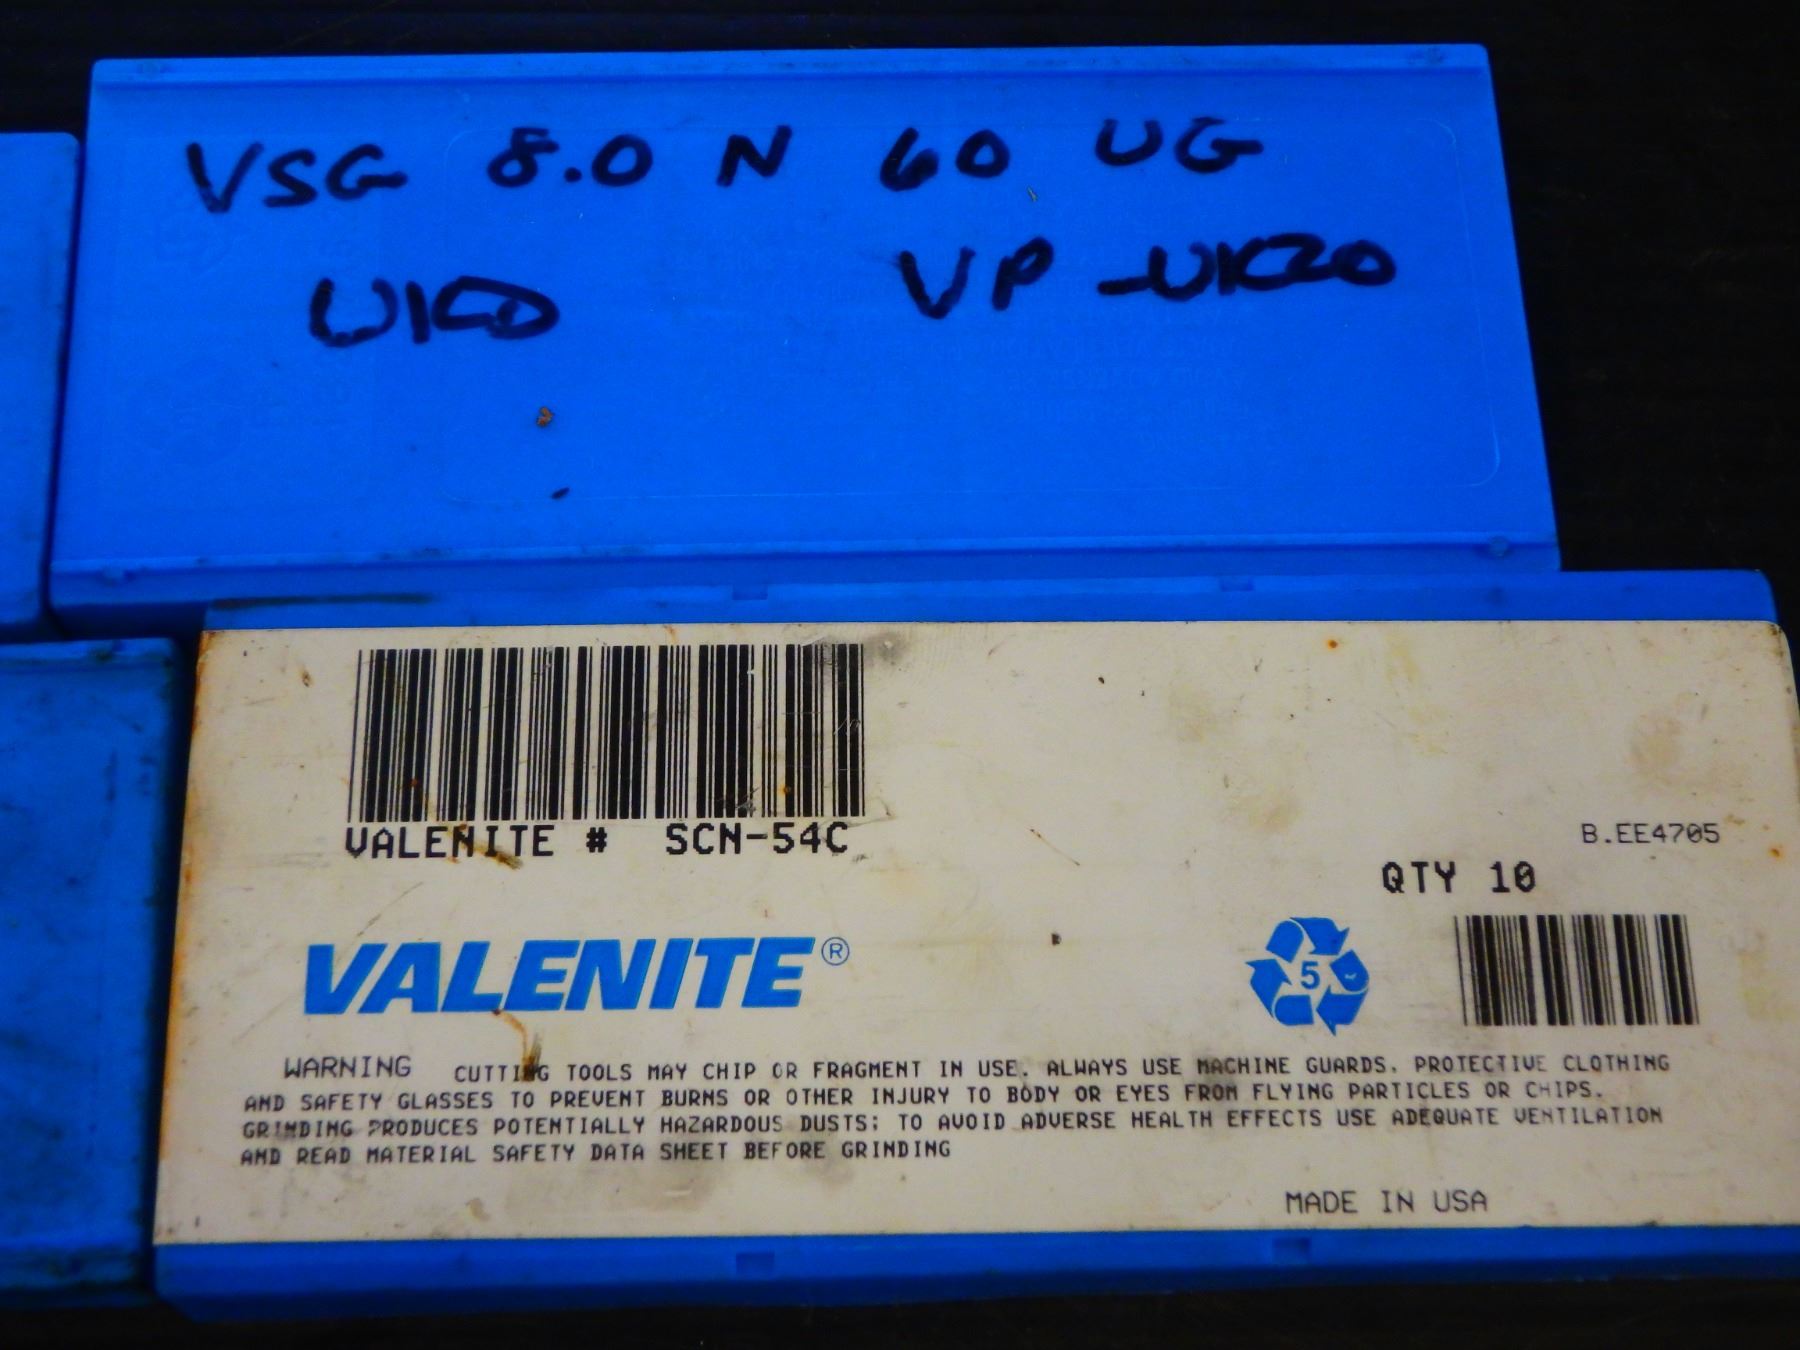 VSG 8.0 N 60 UG
VP -UK20
VALENITE # SCN-54C
B.EE4705
QTY 10
VALENITE®
5
WARNING CUTTING TOOLS MAY CHIP OR FRAGMENT IN USE. ALWAYS USE MACHINE GUARDS, PROTECTIVE CLOTHING
AND SAFETY GLASSES TO PREVENT BURNS OR OTHER INJURY TO BODY OR EYES FROM FLYING PARTICLES OR CHIPS.
GRINDING PRODUCES POTENTIALLY HAZARDOUS DUSTS; TO AVOID ADVERSE HEALTH EFFECTS USE ADEQUATE VENTILATION
AND READ MATERIAL SAFETY DATA SHEET BEFORE GRINDING
MADE IN USA